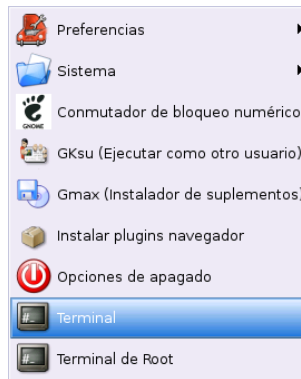 Preferencias
Sistema
GNOME
Conmutador de bloqueo numérico
GKsu (Ejecutar como otro usuario)
Gmax (Instalador de suplementos)
Instalar plugins navegador
Opciones de apagado
#_
Terminal
#_
Terminal de Root